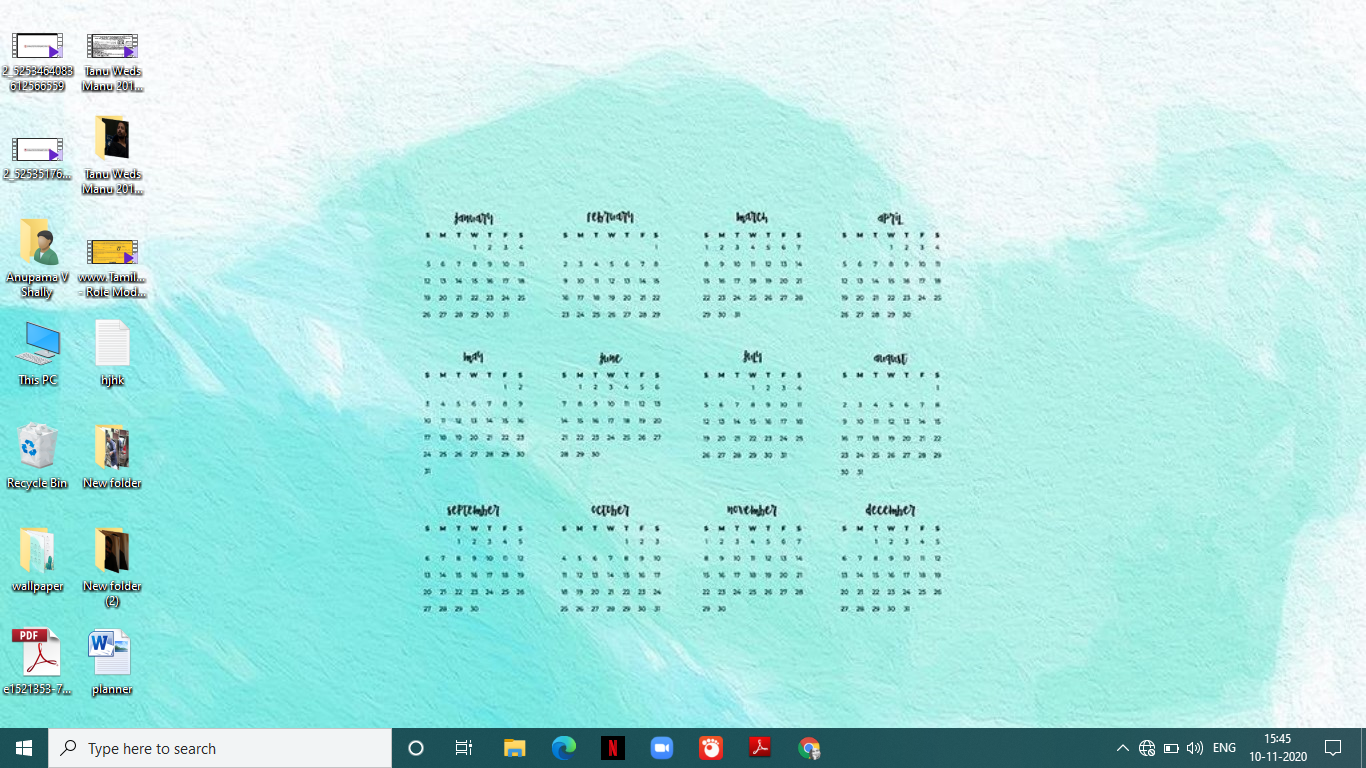 2_5253464083
612566559
2_52535176...
Anupama V
Shally
This PC
Recycle Bin
wallpaper
PDF
e1521353-7...
Tanu Weds
Manu 201...
Tanu Weds
Manu 201...
www.Tamil...
- Role Mod...
hjhk
New folder
New folder
(2)
W
planner
january
S M T W T F S
1 2 3 4
5 6 7 8 9 10 11
12 13 14 15 16 17 18
19 20 21 22 23 24 25
26 27 28 29 30 31
february
S M T W T F S
1
2 3 4 5 6 7 8
9 10 11 12 13 14 15
16 17 18 19 20 21 22
23 24 25 26 27 28 29
march
S M T W T F S
1 2 3 4 5 6 7
8 9 10 11 12 13 14
15 16 17 18 19 20 21
22 23 24 25 26 27 28
29 30 31
april
S M T W T F S
1 2 3 4
5 6 7 8 9 10 11
12 13 14 15 16 17 18
19 20 21 22 23 24 25
26 27 28 29 30
may
S M T W T F S
1 2
3 4 5 6 7 8 9
10 11 12 13 14 15 16
17 18 19 20 21 22 23
24 25 26 27 28 29 30
31
june
S M T W T F S
1 2 3 4 5 6
7 8 9 10 11 12 13
14 15 16 17 18 19 20
21 22 23 24 25 26 27
28 29 30
july
S M T W T F S
1 2 3 4
5 6 7 8 9 10 11
12 13 14 15 16 17 18
19 20 21 22 23 24 25
26 27 28 29 30 31
august
S M T W T F S
1
2 3 4 5 6 7 8
9 10 11 12 13 14 15
16 17 18 19 20 21 22
23 24 25 26 27 28 29
30 31
september
S M T W T F S
1 2 3 4 5
6 7 8 9 10 11 12
13 14 15 16 17 18 19
20 21 22 23 24 25 26
27 28 29 30
october
S M T W T F S
1 2 3
4 5 6 7 8 9 10
11 12 13 14 15 16 17
18 19 20 21 22 23 24
25 26 27 28 29 30 31
november
S M T W T F S
1 2 3 4 5 6 7
8 9 10 11 12 13 14
15 16 17 18 19 20 21
22 23 24 25 26 27 28
29 30
december
S M T W T F S
1 2 3 4 5
6 7 8 9 10 11 12
13 14 15 16 17 18 19
20 21 22 23 24 25 26
27 28 29 30 31
Type here to search
N
ENG
15:45
10-11-2020